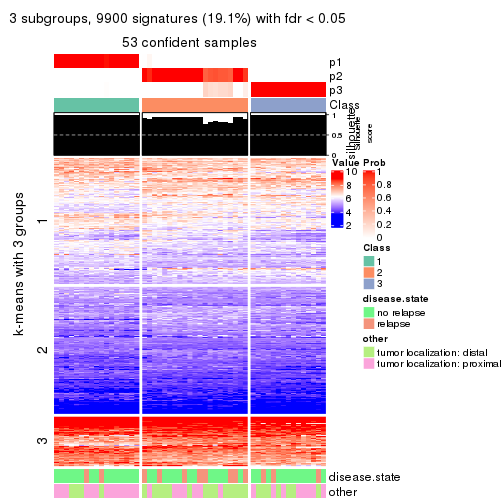 3 subgroups, 9900 signatures (19.1%) with fdr < 0.05
53 confident samples
p1
p2
p3
Class
1
0.5
0
silhouette
silhouette
score
k-means with 3 groups
1
2
3
disease.state
other
Value
10
8
6
4
2
Prob
1
0.8
0.6
0.4
0.2
0
Class
1
2
3
disease.state
no relapse
relapse
other
tumor localization: distal
tumor localization: proximal